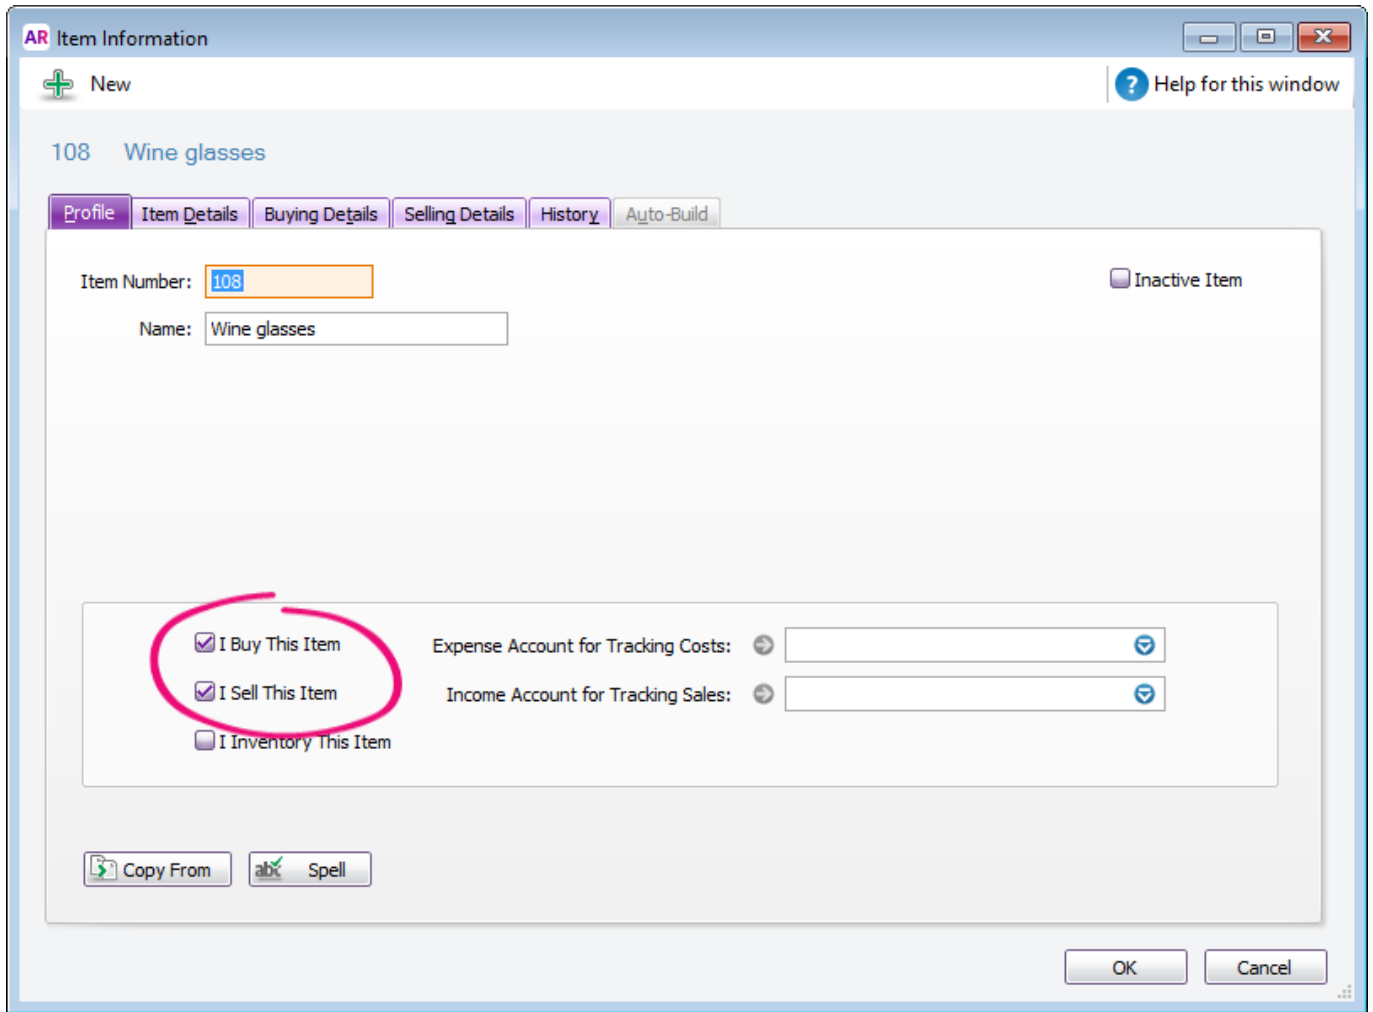 AR Item Information
New
Help for this window
108 Wine glasses
Profile Item Details Buying Details Selling Details History Auto-Build
Item Number: 108
Inactive Item
Name: Wine glasses
I Buy This Item Expense Account for Tracking Costs:
I Sell This Item Income Account for Tracking Sales:
I Inventory This Item
Copy From abc Spell
OK Cancel